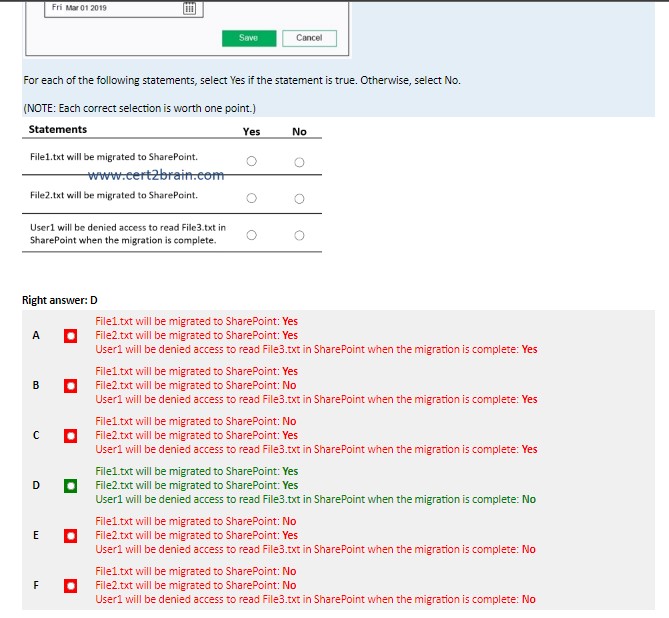 Fri Mar 01 2019
Save Cancel
For each of the following statements, select Yes if the statement is true. Otherwise, select No.
(NOTE: Each correct selection is worth one point.)
Statements Yes No
File1.txt will be migrated to SharePoint.
www.cert2brain.com
File2.txt will be migrated to SharePoint.
User1 will be denied access to read File3.txt in
SharePoint when the migration is complete.
Right answer: D
File1.txt will be migrated to SharePoint: Yes
A File2.txt will be migrated to SharePoint: Yes
User1 will be denied access to read File3.txt in SharePoint when the migration is complete: Yes
File1.txt will be migrated to SharePoint: Yes
B File2.txt will be migrated to SharePoint: No
User1 will be denied access to read File3.txt in SharePoint when the migration is complete: Yes
File1.txt will be migrated to SharePoint: No
C File2.txt will be migrated to SharePoint: Yes
User1 will be denied access to read File3.txt in SharePoint when the migration is complete: Yes
File1.txt will be migrated to SharePoint: Yes
D File2.txt will be migrated to SharePoint: Yes
User1 will be denied access to read File3.txt in SharePoint when the migration is complete: No
File1.txt will be migrated to SharePoint: No
E File2.txt will be migrated to SharePoint: Yes
User1 will be denied access to read File3.txt in SharePoint when the migration is complete: No
File1.txt will be migrated to SharePoint: No
F File2.txt will be migrated to SharePoint: No
User1 will be denied access to read File3.txt in SharePoint when the migration is complete: No